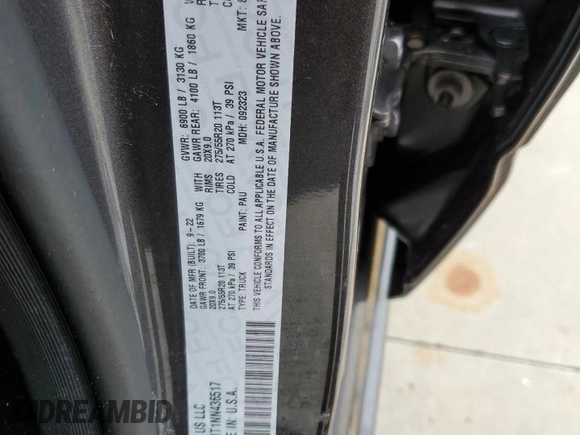 US LLC
T1NN436517
E IN: U.S.A.
DATE OF MFR (BUILT): 9-22
GVWR: 6900 LB / 3130 KG
GAWR FRONT: 3700 LB / 1679 KG WITH
GAWR REAR: 4100 LB / 1860 KG
20X9.0 RIMS 20X9.0
275/55R20 113T TIRES 275/55R20 113T
AT 270 kPa / 39 PSI COLD AT 270 kPa / 39 PSI
TYPE: TRUCK PAINT: PAU MDH: 092323 MKT:
THIS VEHICLE CONFORMS TO ALL APPLICABLE U.S.A. FEDERAL MOTOR VEHICLE
STANDARDS IN EFFECT ON THE DATE OF MANUFACTURE SHOWN ABOVE.
DREAMBID